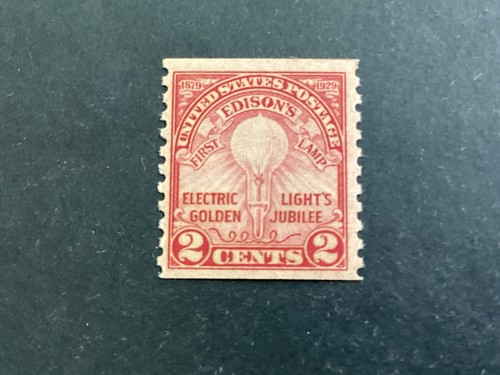 1879 1929
UNITED STATES POSTAGE
EDISON'S
FIRST LAMP
ELECTRIC LIGHT'S
GOLDEN JUBILEE
2 CENTS 2